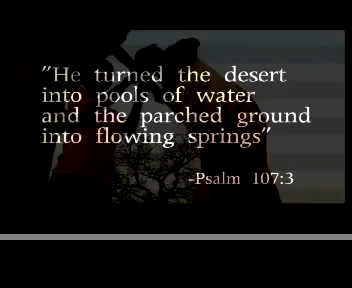 "He turned the desert
into pools of water
and the parched ground
into flowing springs"
-Psalm 107:3